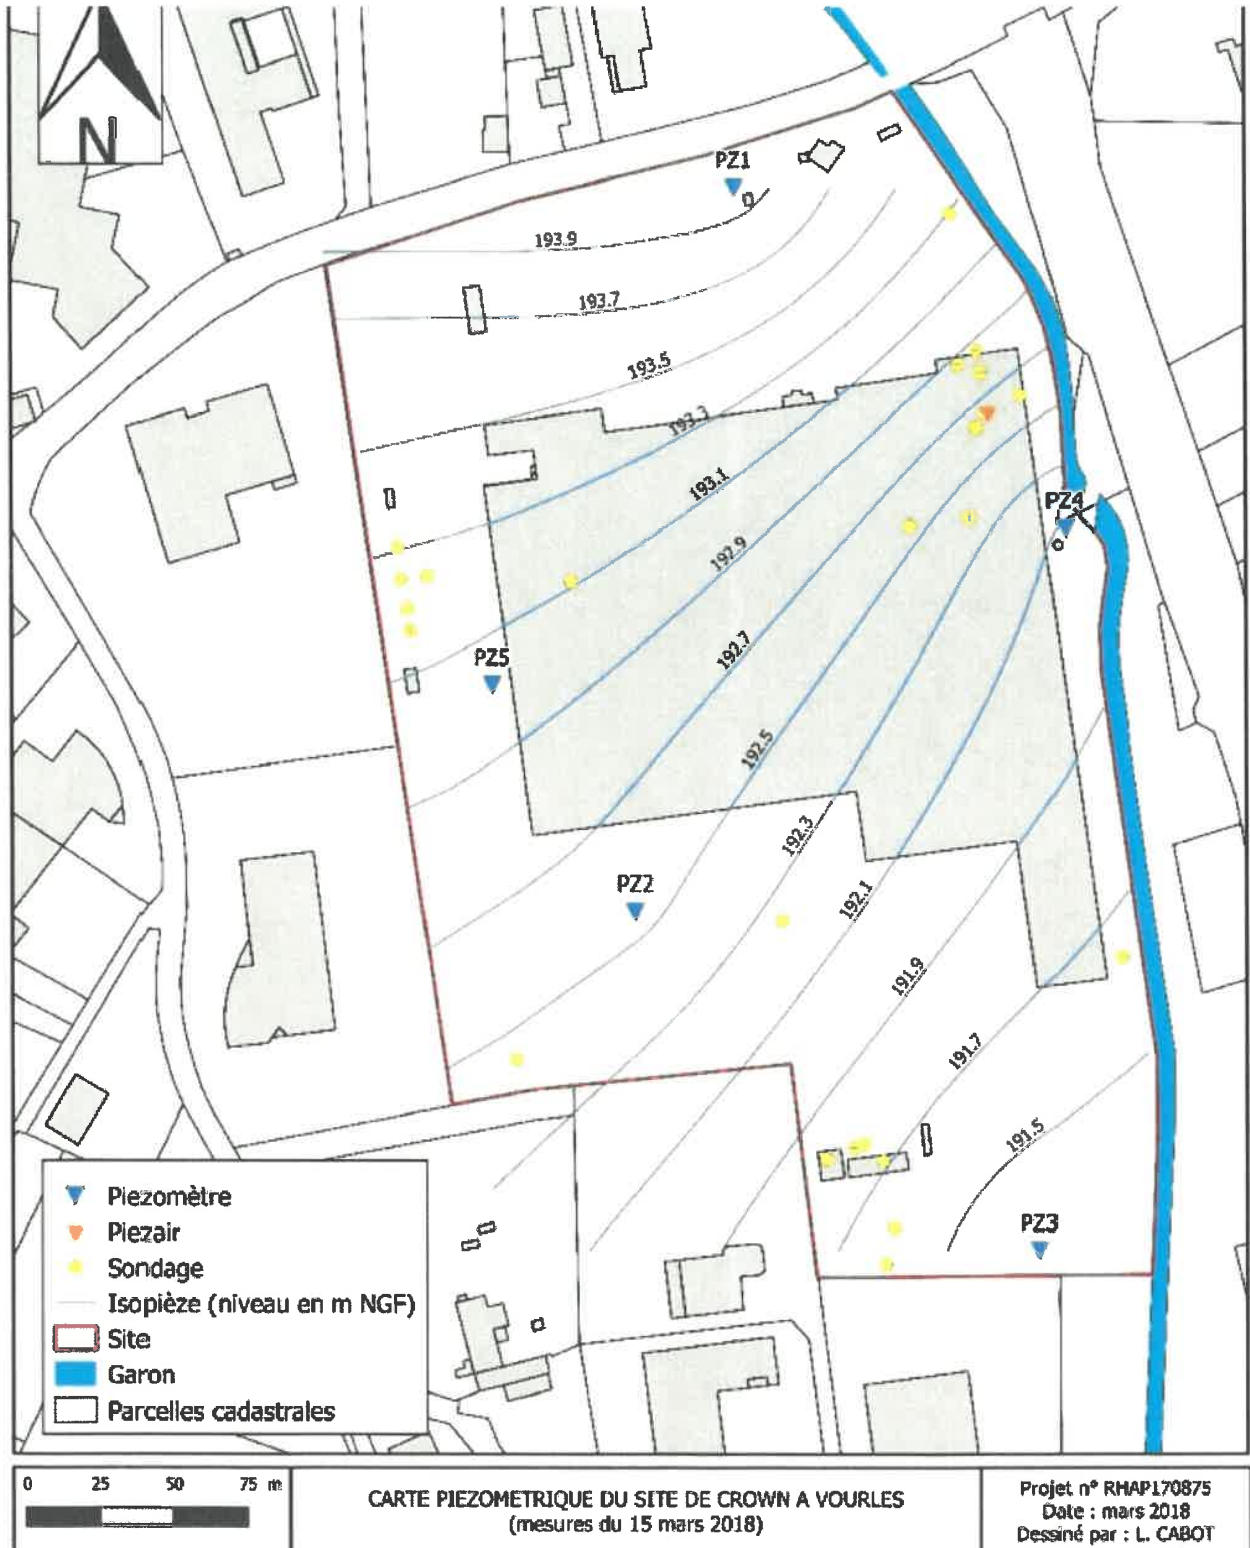 N
PZ1
193.9
193.7
193.5
193.3
193.1
PZ4
192.9
PZ5
192.7
192.5
192.3
PZ2
192.1
191.9
191.7
191.5
PZ3
Piezomètre
Piezair
Sondage
Isopièze (niveau en m NGF)
Site
Garon
Parcelles cadastrales
0 25 50 75 m
CARTE PIEZOMETRIQUE DU SITE DE CROWN A VOURLES
(mesures du 15 mars 2018)
Projet n° RHAP170875
Date : mars 2018
Dessiné par : L. CABOT